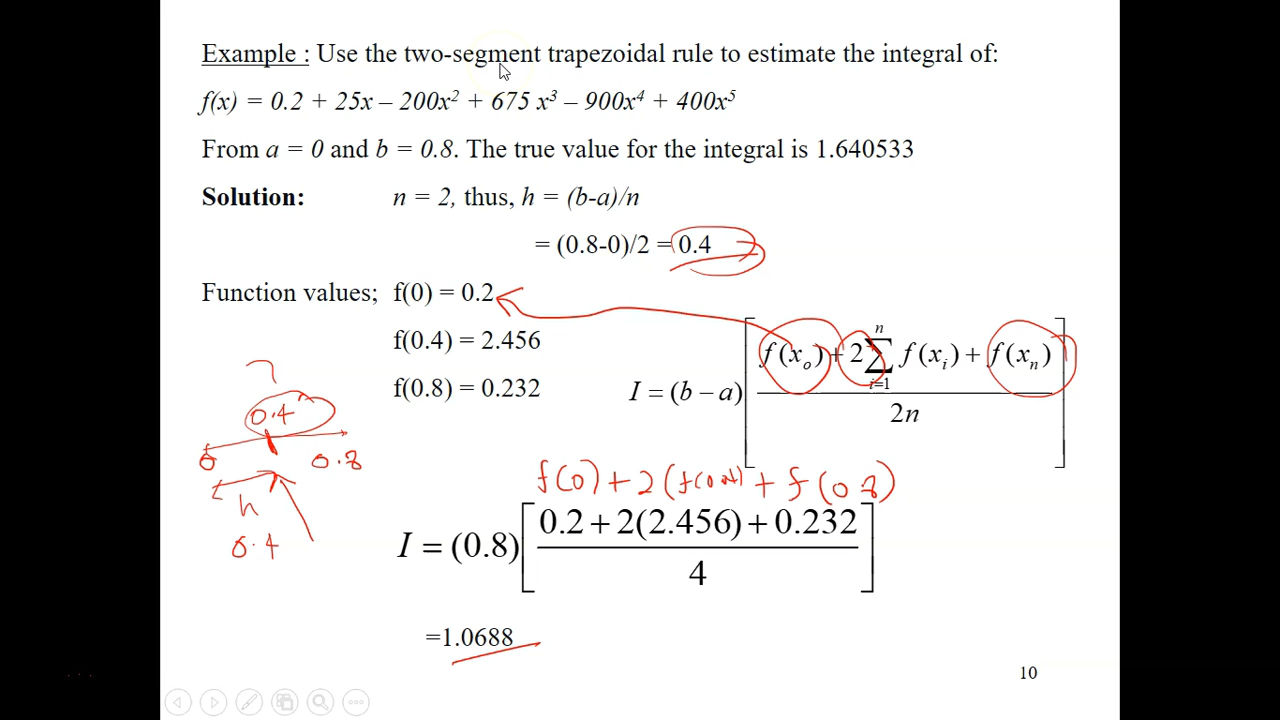 Example : Use the two-segment trapezoidal rule to estimate the integral of:
f(x) = 0.2 + 25x – 200x² + 675 x³ – 900x⁴ + 400x⁵
From a = 0 and b = 0.8. The true value for the integral is 1.640533
Solution: n = 2, thus, h = (b-a)/n
= (0.8-0)/2 = 0.4
Function values; f(0) = 0.2
f(0.4) = 2.456
f(0.8) = 0.232
I = (b – a) [ f(xₒ) + 2 ∑ⁿᵢ₌₁ f(xᵢ) + f(xₙ) / 2n ]
0.4
0 0.8
h
0.4
f(0) + 2 (f(0.4) + f(0.8)
I = (0.8) [ 0.2 + 2(2.456) + 0.232 / 4 ]
=1.0688
10